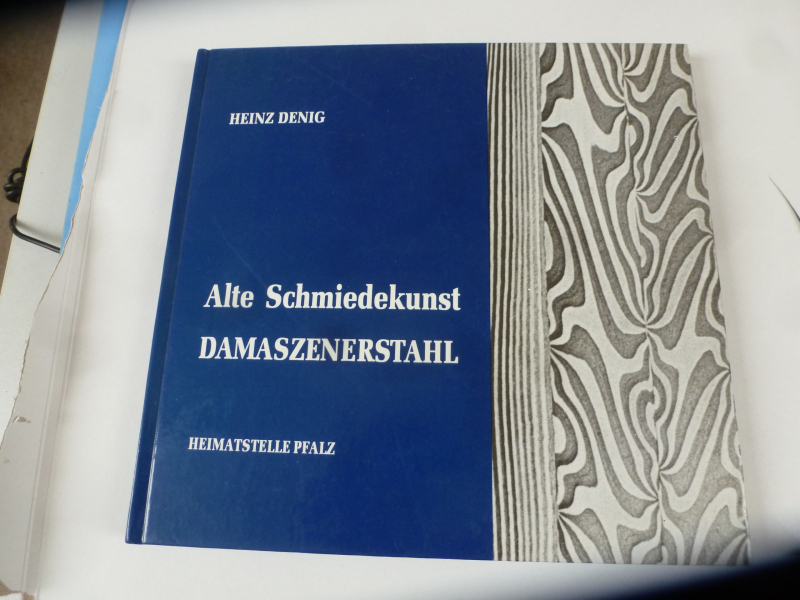 HEINZ DENIG
Alte Schmiedekunst
DAMASZENERSTAHL
HEIMATSTELLE PFALZ